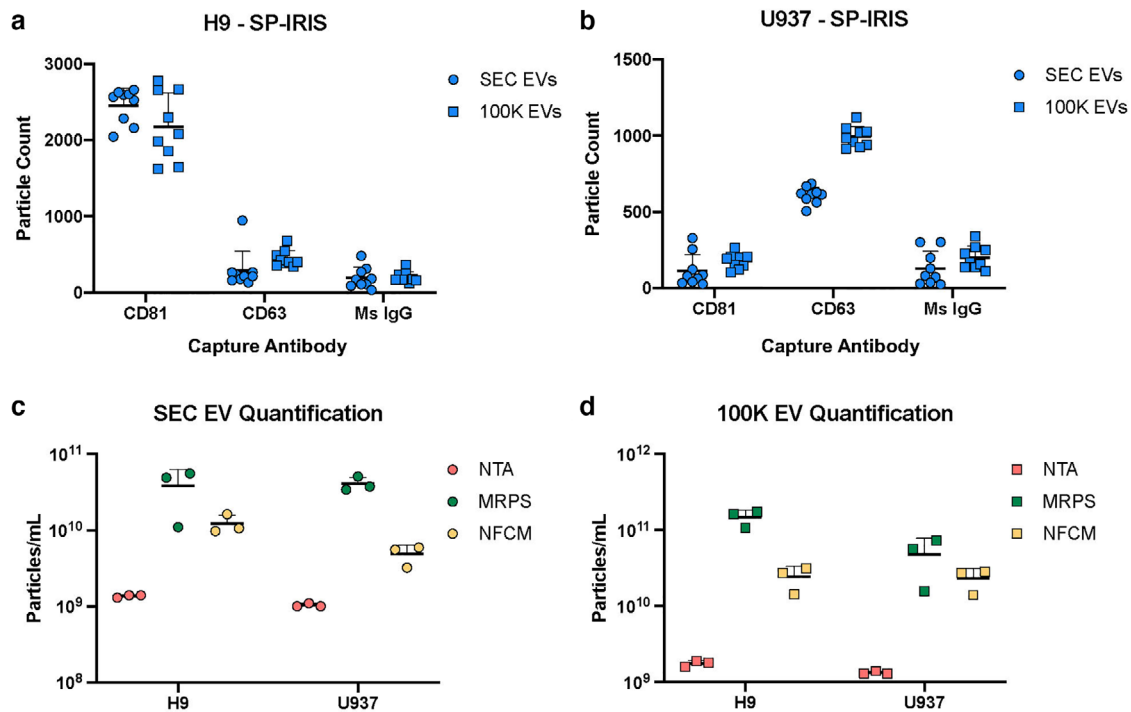 a
H9 - SP-IRIS
3000
2000
1000
0
Particle Count
CD81 CD63 Ms IgG
Capture Antibody
SEC EVs
100K EVs
b
U937 - SP-IRIS
1500
1000
500
0
Particle Count
CD81 CD63 Ms IgG
Capture Antibody
SEC EVs
100K EVs
c
SEC EV Quantification
10¹¹
10¹⁰
10⁹
10⁸
Particles/mL
H9 U937
NTA
MRPS
NFCM
d
100K EV Quantification
10¹²
10¹¹
10¹⁰
10⁹
Particles/mL
H9 U937
NTA
MRPS
NFCM